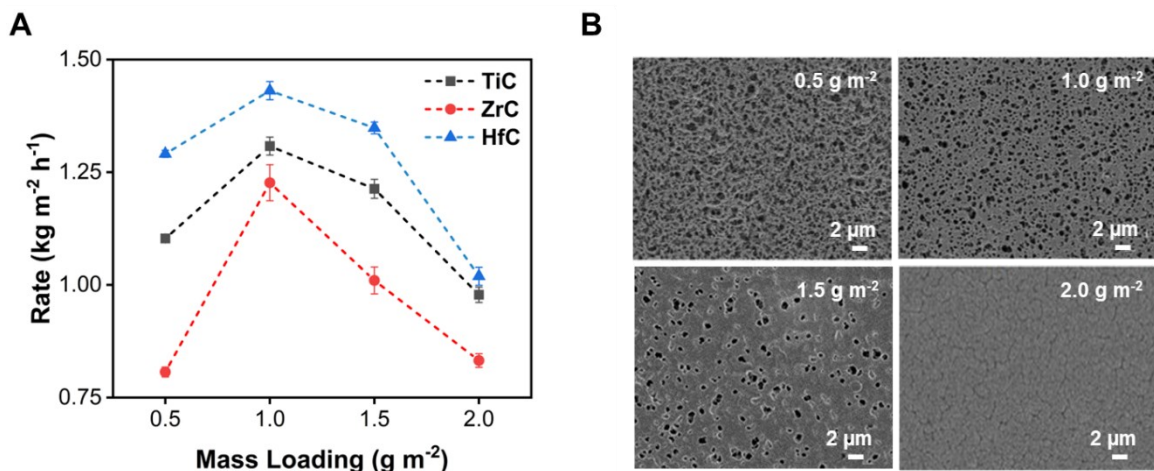 A
1.50
1.25
1.00
0.75
Rate (kg m⁻² h⁻¹)
TiC
ZrC
HfC
0.5 1.0 1.5 2.0
Mass Loading (g m⁻²)
B
0.5 g m⁻²
2 µm
1.0 g m⁻²
2 µm
1.5 g m⁻²
2 µm
2.0 g m⁻²
2 µm